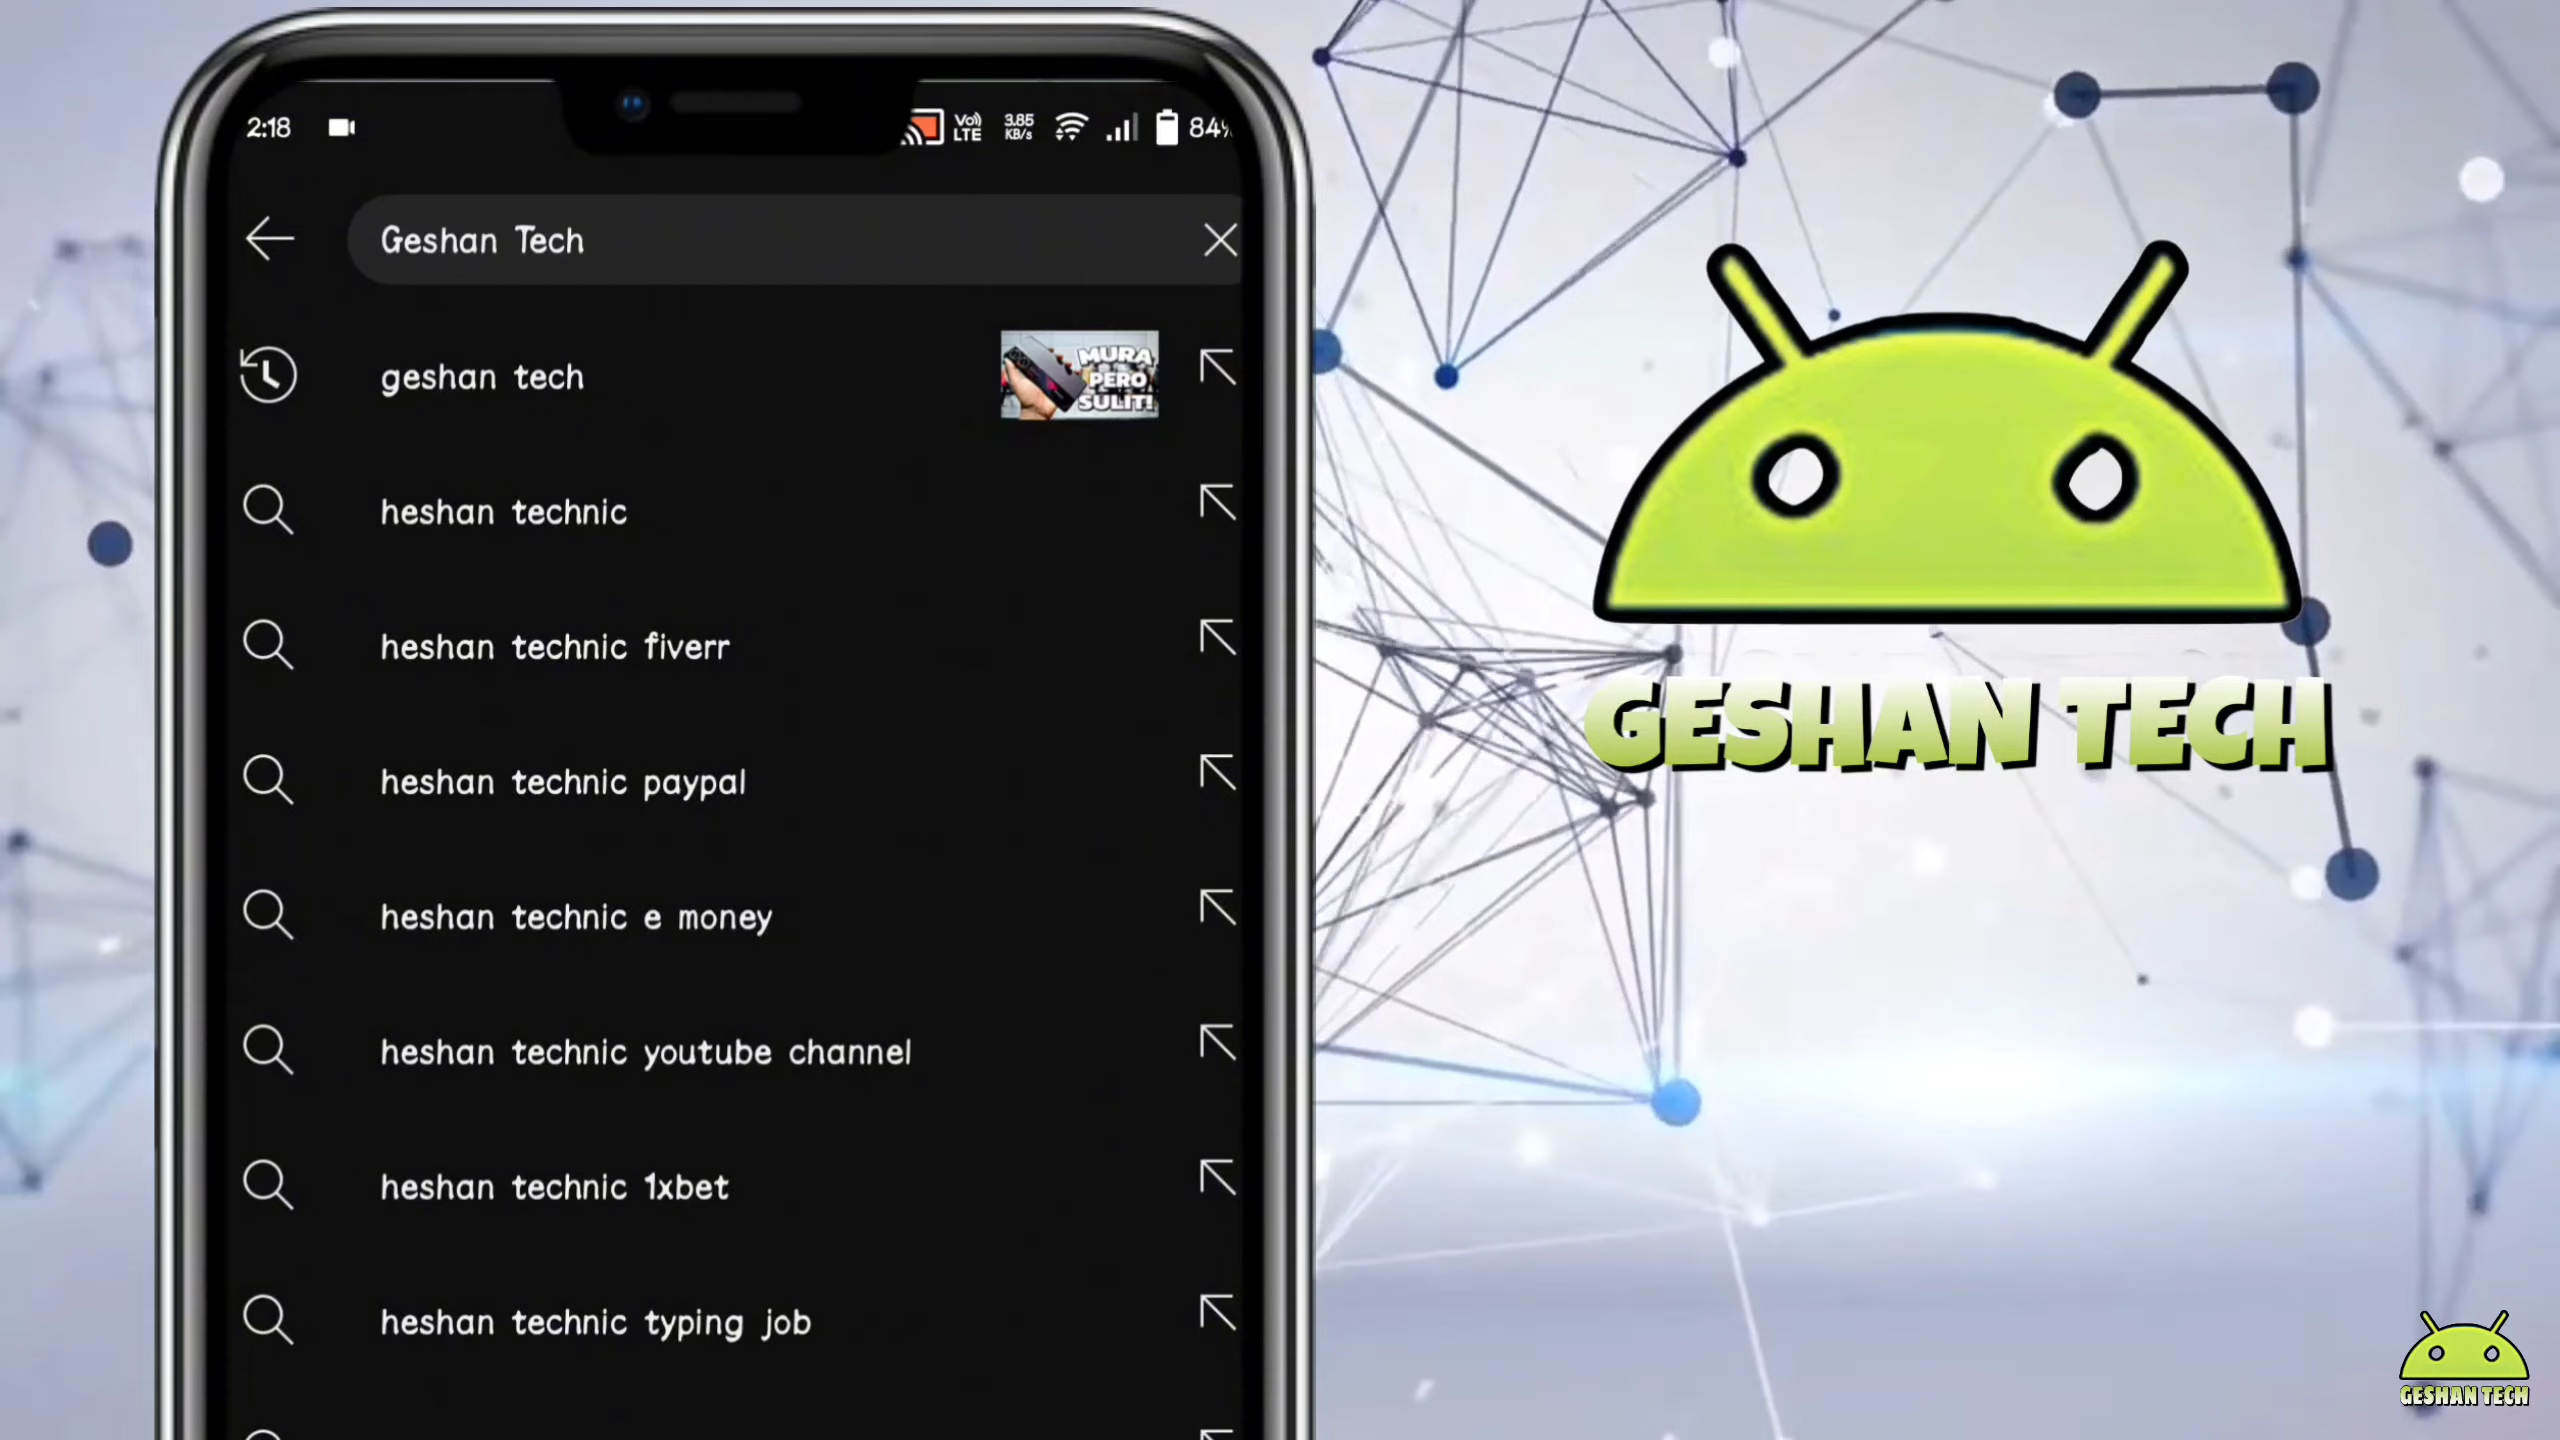 2:18
Vo) LTE
3.85 KB/s
84%
Geshan Tech
geshan tech
MURA
PERO
SULIT!
heshan technic
heshan technic fiverr
heshan technic paypal
heshan technic e money
heshan technic youtube channel
heshan technic 1xbet
heshan technic typing job
GESHAN TECH
GESHAN TECH